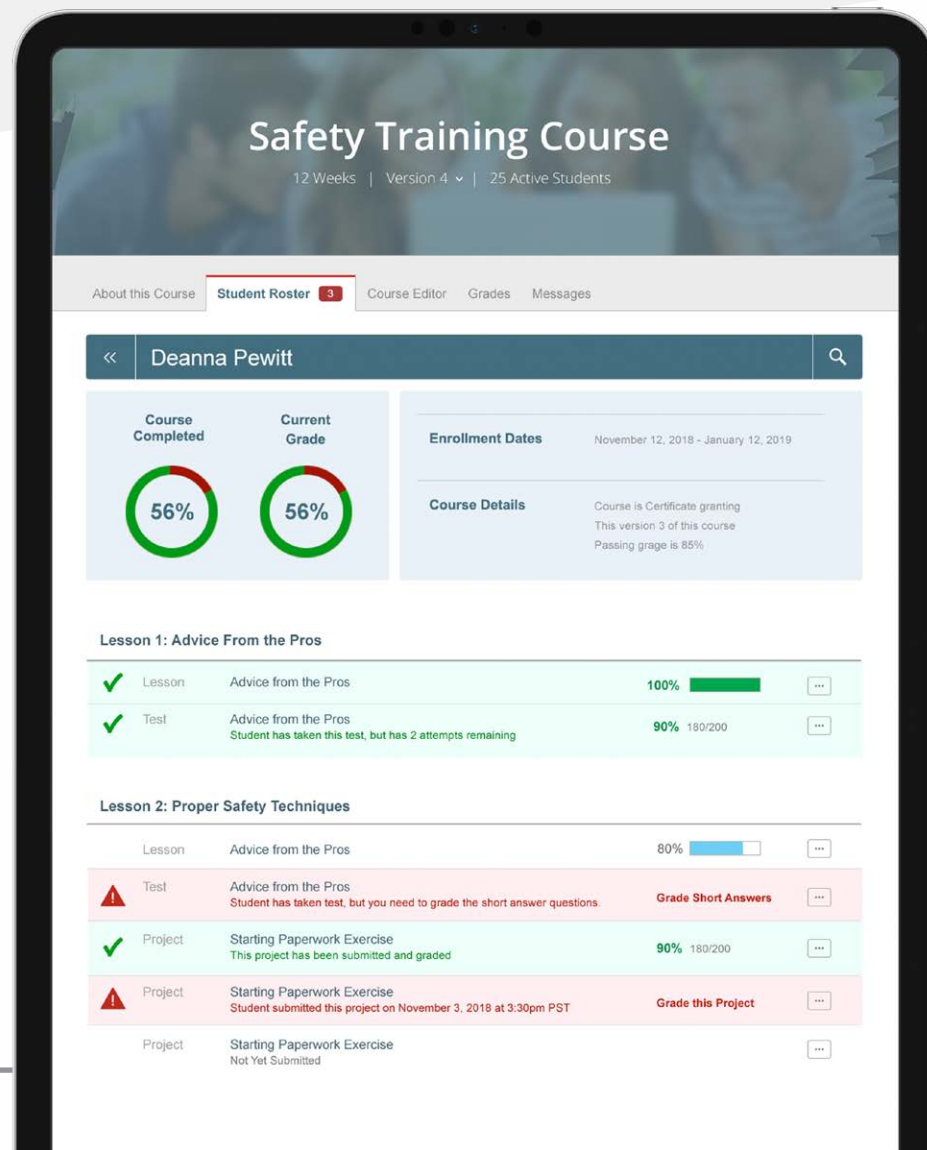 Safety Training Course
12 Weeks | Version 4 | 25 Active Students
About this Course Student Roster 3 Course Editor Grades Messages
« Deanna Pewitt
Course Completed
56%
Current Grade
56%
Enrollment Dates November 12, 2018 - January 12, 2019
Course Details Course is Certificate granting
This version 3 of this course
Passing grage is 85%
Lesson 1: Advice From the Pros
Lesson Advice from the Pros 100% ...
Test Advice from the Pros 90% 180/200 ...
Student has taken this test, but has 2 attempts remaining
Lesson 2: Proper Safety Techniques
Lesson Advice from the Pros 80% ...
Test Advice from the Pros Grade Short Answers ...
Student has taken test, but you need to grade the short answer questions.
Project Starting Paperwork Exercise 90% 180/200 ...
This project has been submitted and graded
Project Starting Paperwork Exercise Grade this Project ...
Student submitted this project on November 3, 2018 at 3:30pm PST
Project Starting Paperwork Exercise ...
Not Yet Submitted